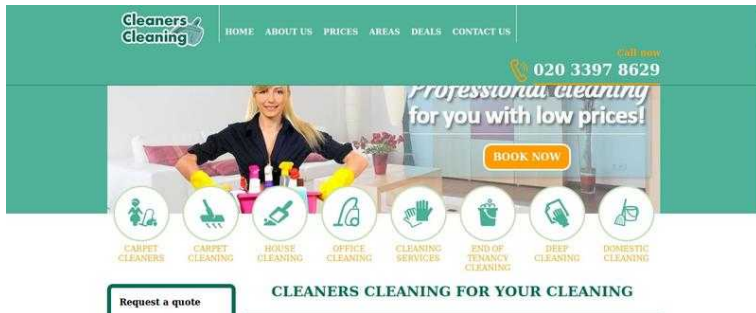 Cleaners
Cleaning
HOME ABOUT US PRICES AREAS DEALS CONTACT US
Call now
020 3397 8629
Professional cleaning
for you with low prices!
BOOK NOW
CARPET
CLEANERS
CARPET
CLEANING
HOUSE
CLEANING
OFFICE
CLEANING
CLEANING
SERVICES
END OF
TENANCY
CLEANING
DEEP
CLEANING
DOMESTIC
CLEANING
Request a quote
CLEANERS CLEANING FOR YOUR CLEANING